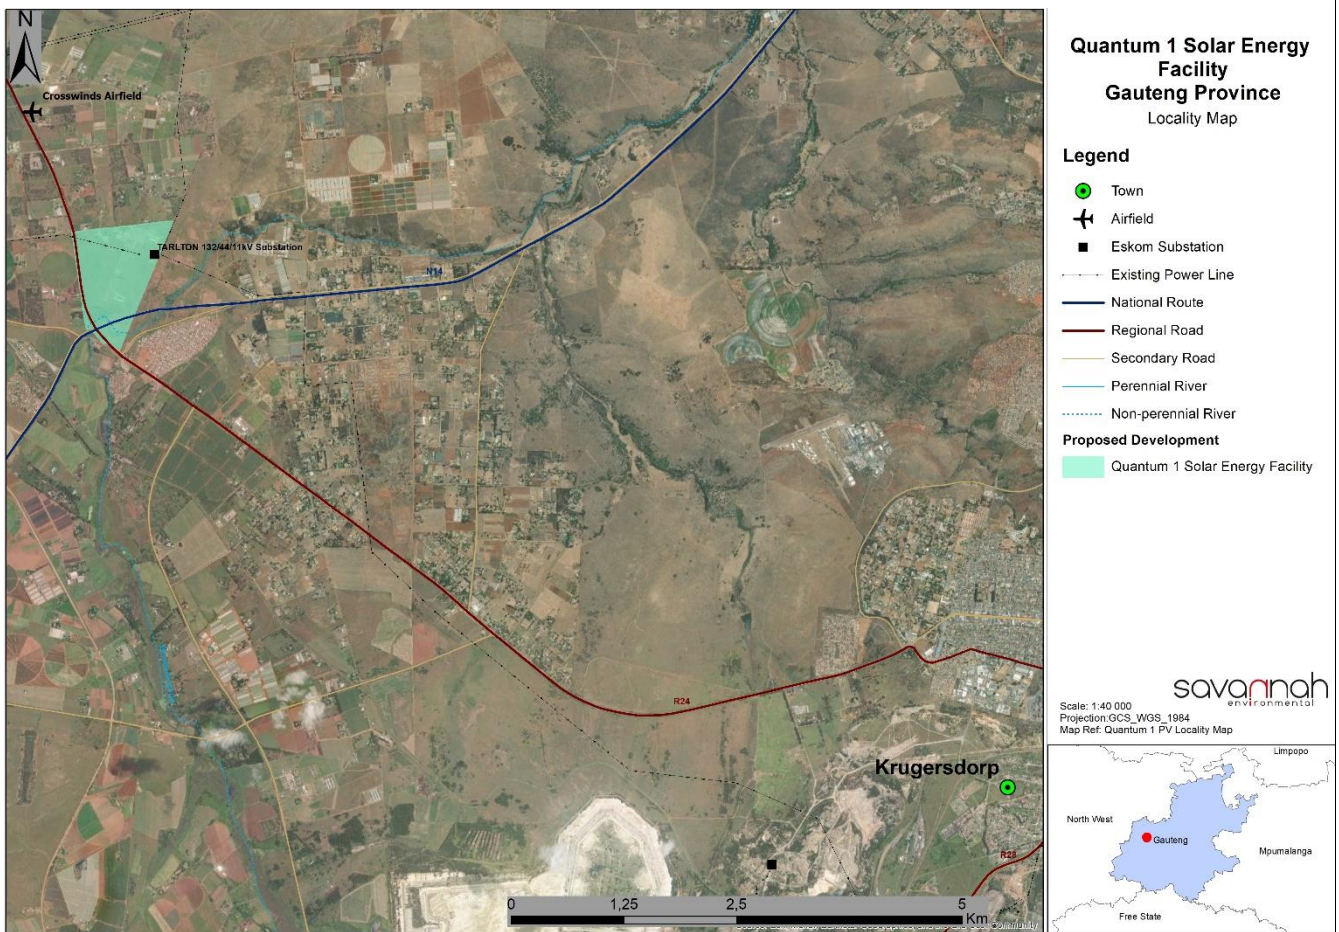 N
Crosswinds Airfield
TARLTON 132/44/11kV Substation
N14
R24
Krugersdorp
R28
0
1,25
2,5
5
Km
Quantum 1 Solar Energy
Facility
Gauteng Province
Locality Map
Legend
Town
Airfield
Eskom Substation
Existing Power Line
National Route
Regional Road
Secondary Road
Perennial River
Non-perennial River
Proposed Development
Quantum 1 Solar Energy Facility
savannah
environmental
Scale: 1:40 000
Projection:GCS_WGS_1984
Map Ref: Quantum 1 PV Locality Map
Limpopo
North West
Gauteng
Mpumalanga
Free State